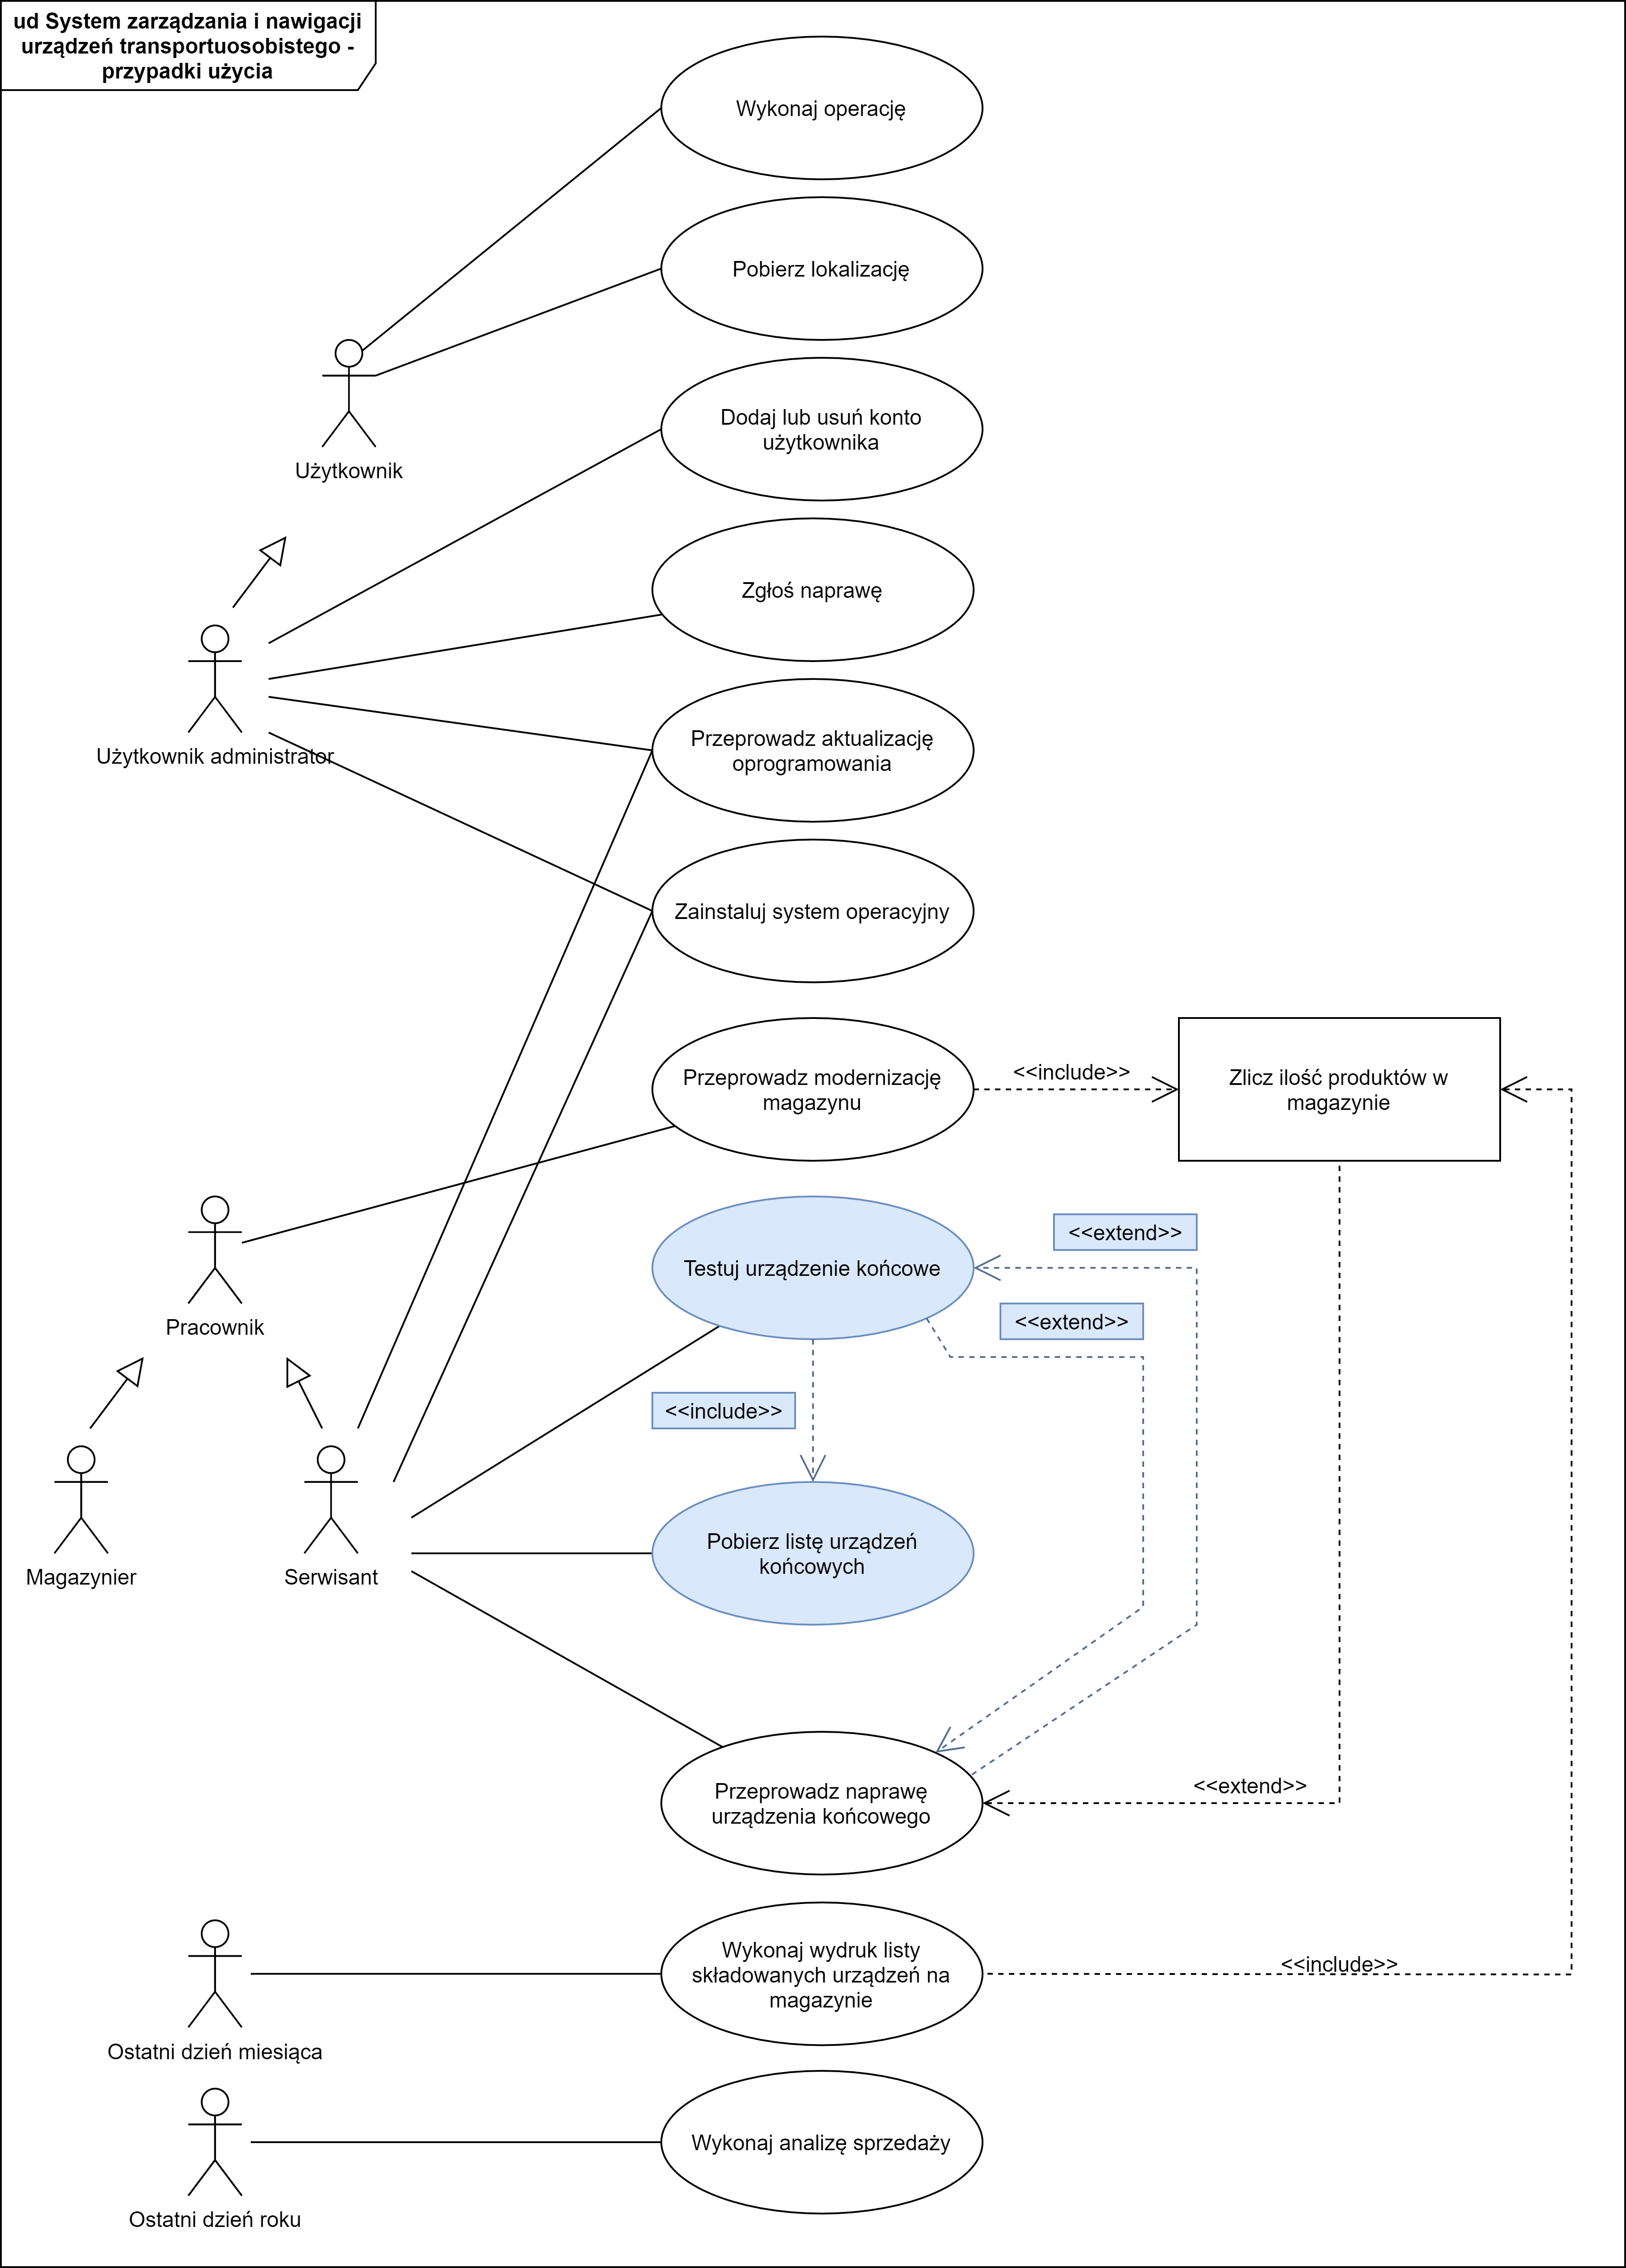 ud System zarządzania i nawigacji
urządzeń transportuosobistego -
przypadki użycia
Wykonaj operację
Pobierz lokalizację
Użytkownik
Dodaj lub usuń konto
użytkownika
Zgłoś naprawę
Użytkownik administrator
Przeprowadz aktualizację
oprogramowania
Zainstaluj system operacyjny
Przeprowadz modernizację
magazynu
<<include>>
Zlicz ilość produktów w
magazynie
Pracownik
Testuj urządzenie końcowe
<<extend>>
<<extend>>
<<include>>
Magazynier
Serwisant
Pobierz listę urządzeń
końcowych
Przeprowadz naprawę
urządzenia końcowego
<<extend>>
Ostatni dzień miesiąca
Wykonaj wydruk listy
składowanych urządzeń na
magazynie
<<include>>
Ostatni dzień roku
Wykonaj analizę sprzedaży